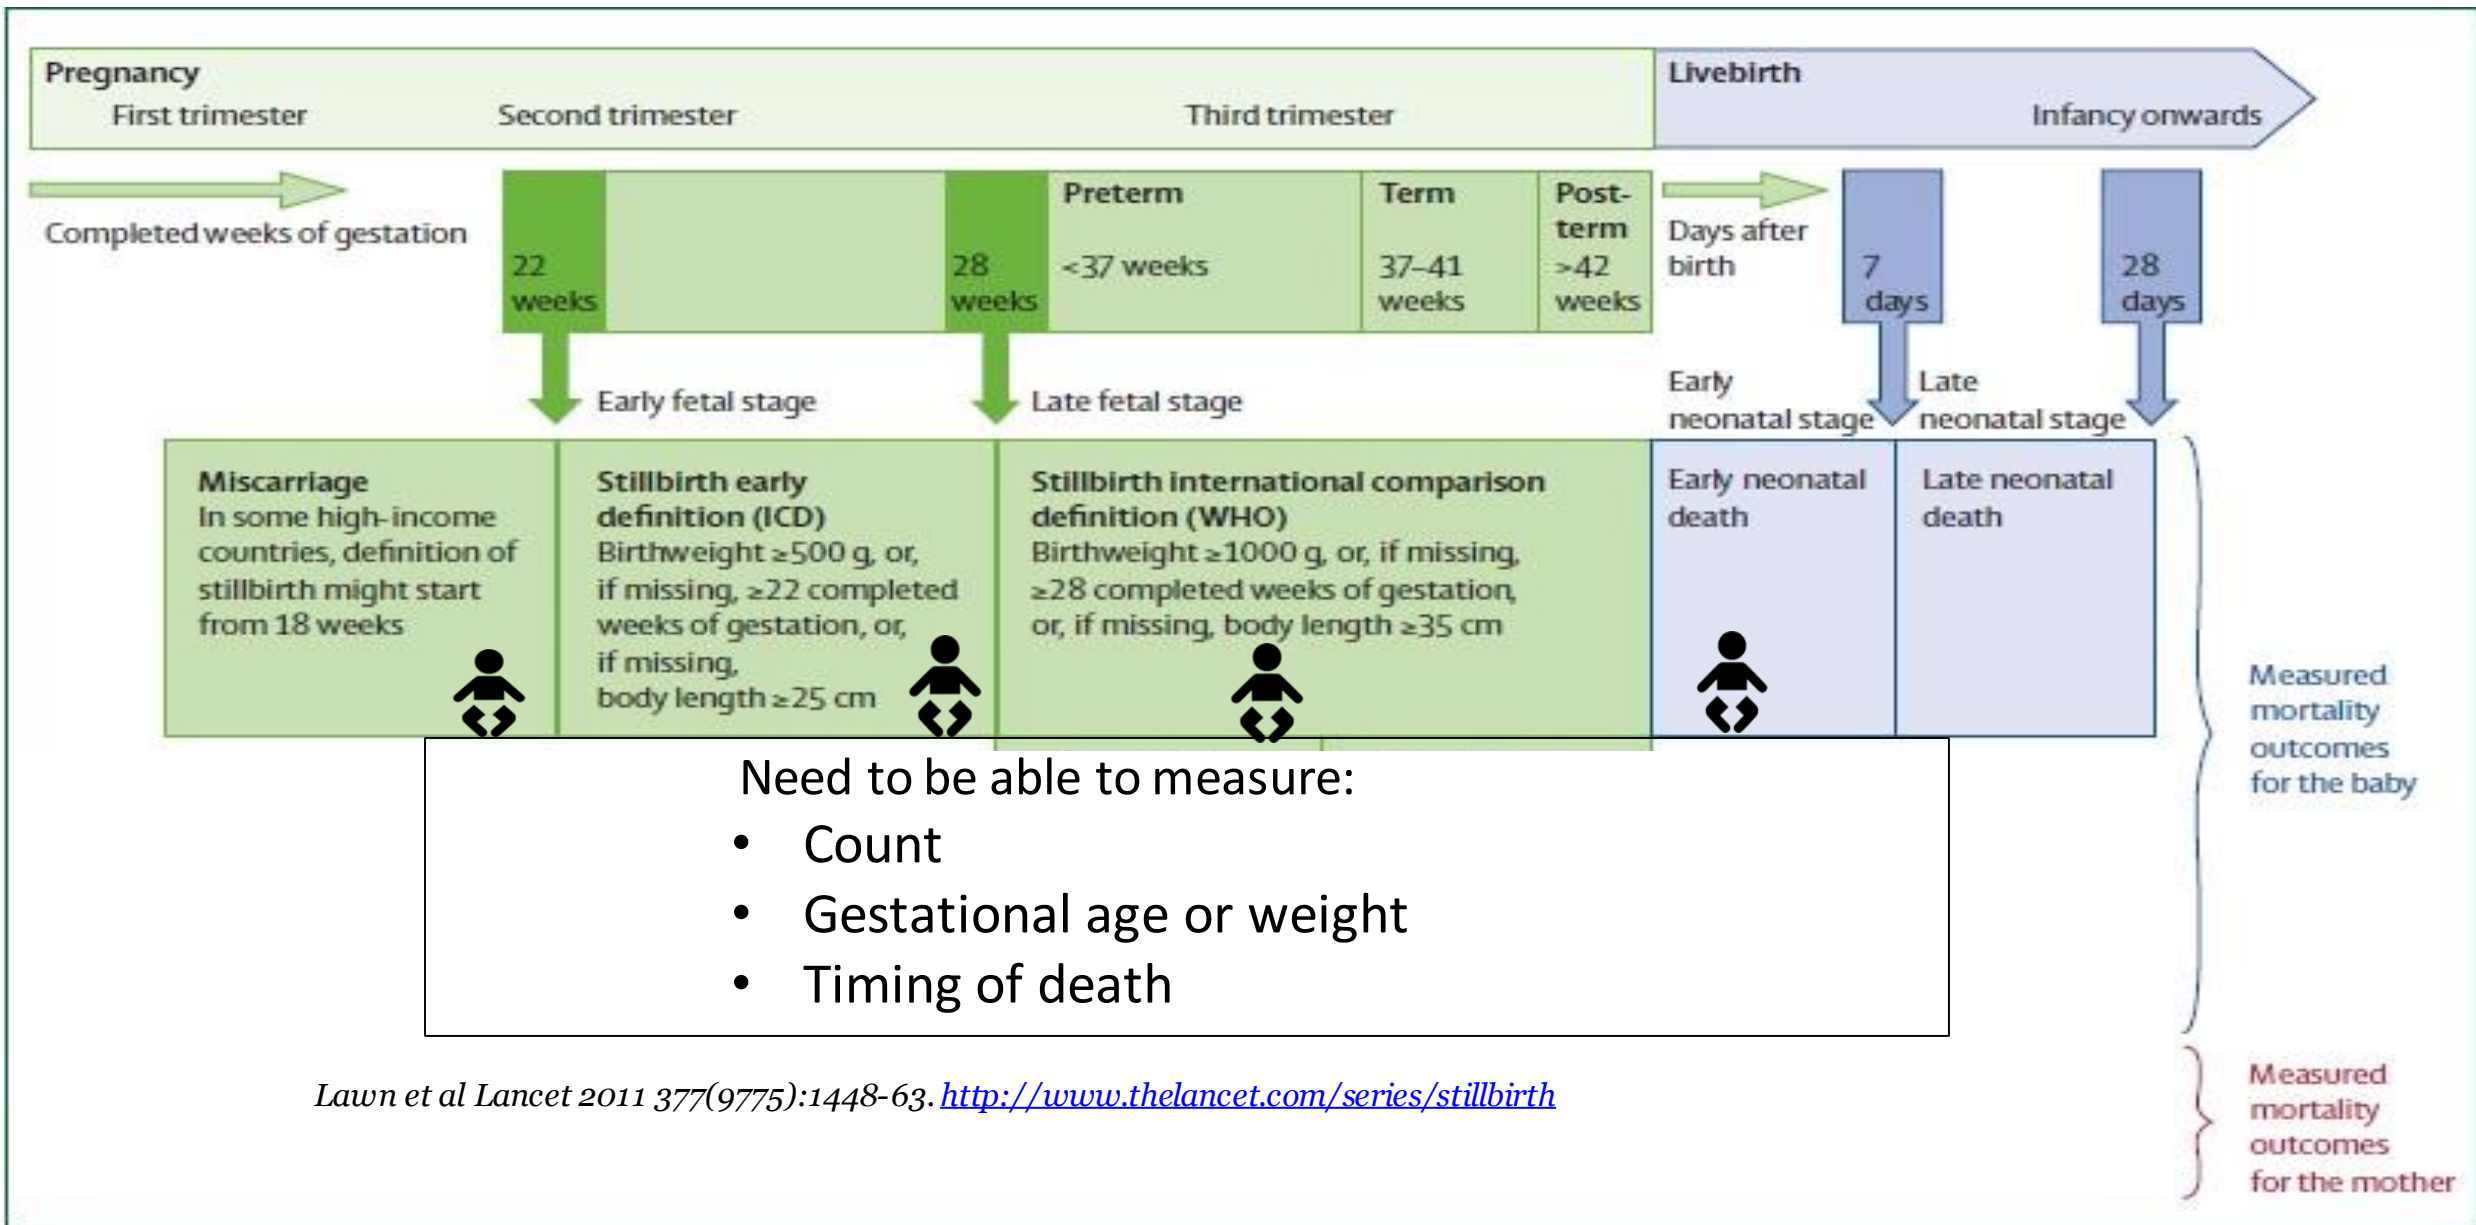 Pregnancy
First trimester
Second trimester
Third trimester
Livebirth
Infancy onwards
Completed weeks of gestation
22
weeks
28
weeks
Preterm
<37 weeks
Term
37–41
weeks
Post-
term
>42
weeks
Days after
birth
7
days
28
days
Early fetal stage
Late fetal stage
Early
neonatal stage
Late
neonatal stage
Miscarriage
In some high-income
countries, definition of
stillbirth might start
from 18 weeks
Stillbirth early
definition (ICD)
Birthweight ≥500 g, or,
if missing, ≥22 completed
weeks of gestation, or,
if missing,
body length ≥25 cm
Stillbirth international comparison
definition (WHO)
Birthweight ≥1000 g, or, if missing,
≥28 completed weeks of gestation,
or, if missing, body length ≥35 cm
Early neonatal
death
Late neonatal
death
Measured
mortality
outcomes
for the baby
Need to be able to measure:
• Count
• Gestational age or weight
• Timing of death
Lawn et al Lancet 2011 377(9775):1448-63. http://www.thelancet.com/series/stillbirth
Measured
mortality
outcomes
for the mother